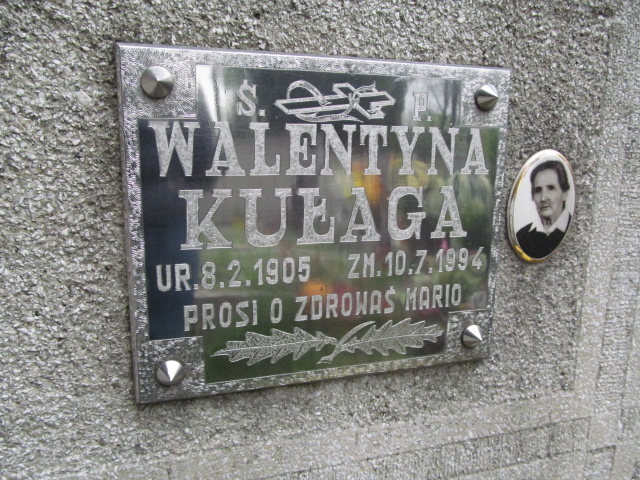 Ś. P.
WALENTYNA
KUŁAGA
UR. 8.2.1905 ZM. 10.7.1994
PROSI O ZDROWAŚ MARIO